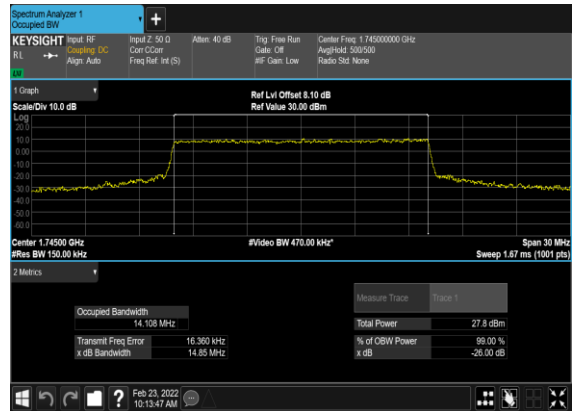 Spectrum Analyzer 1
Occupied BW
+
KEYSIGHT Input: RF Input Z: 50 Ω Atten: 40 dB Trig: Free Run Center Freq: 1.745000000 GHz
RL Coupling: DC Corr CCorr Gate: Off Avg|Hold: 500/500
Align: Auto Freq Ref: Int (S) #IF Gain: Low Radio Std: None
1 Graph Ref Lvl Offset 8.10 dB
Scale/Div 10.0 dB Ref Value 30.00 dBm
Log
20.0
10.0
0.00
-10.0
-20.0
-30.0
-40.0
-50.0
-60.0
Center 1.74500 GHz #Video BW 470.00 kHz* Span 30 MHz
#Res BW 150.00 kHz Sweep 1.67 ms (1001 pts)
2 Metrics
Measure Trace Trace 1
Occupied Bandwidth
14.108 MHz Total Power 27.8 dBm
Transmit Freq Error 16.360 kHz % of OBW Power 99.00 %
x dB Bandwidth 14.85 MHz x dB -26.00 dB
? Feb 23, 2022
10:13:47 AM